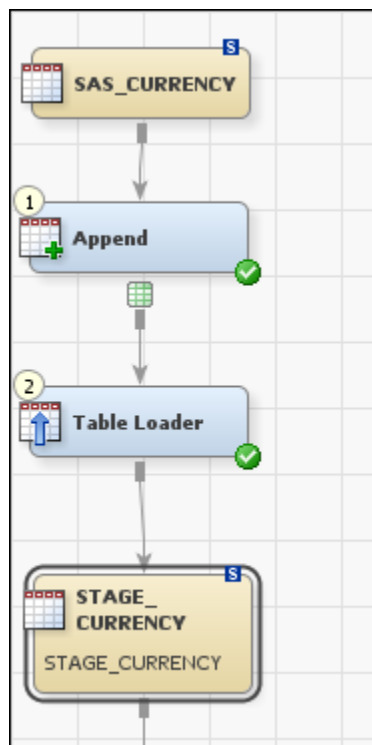 S
SAS_CURRENCY
1
Append
2
Table Loader
S
STAGE_
CURRENCY
STAGE_CURRENCY